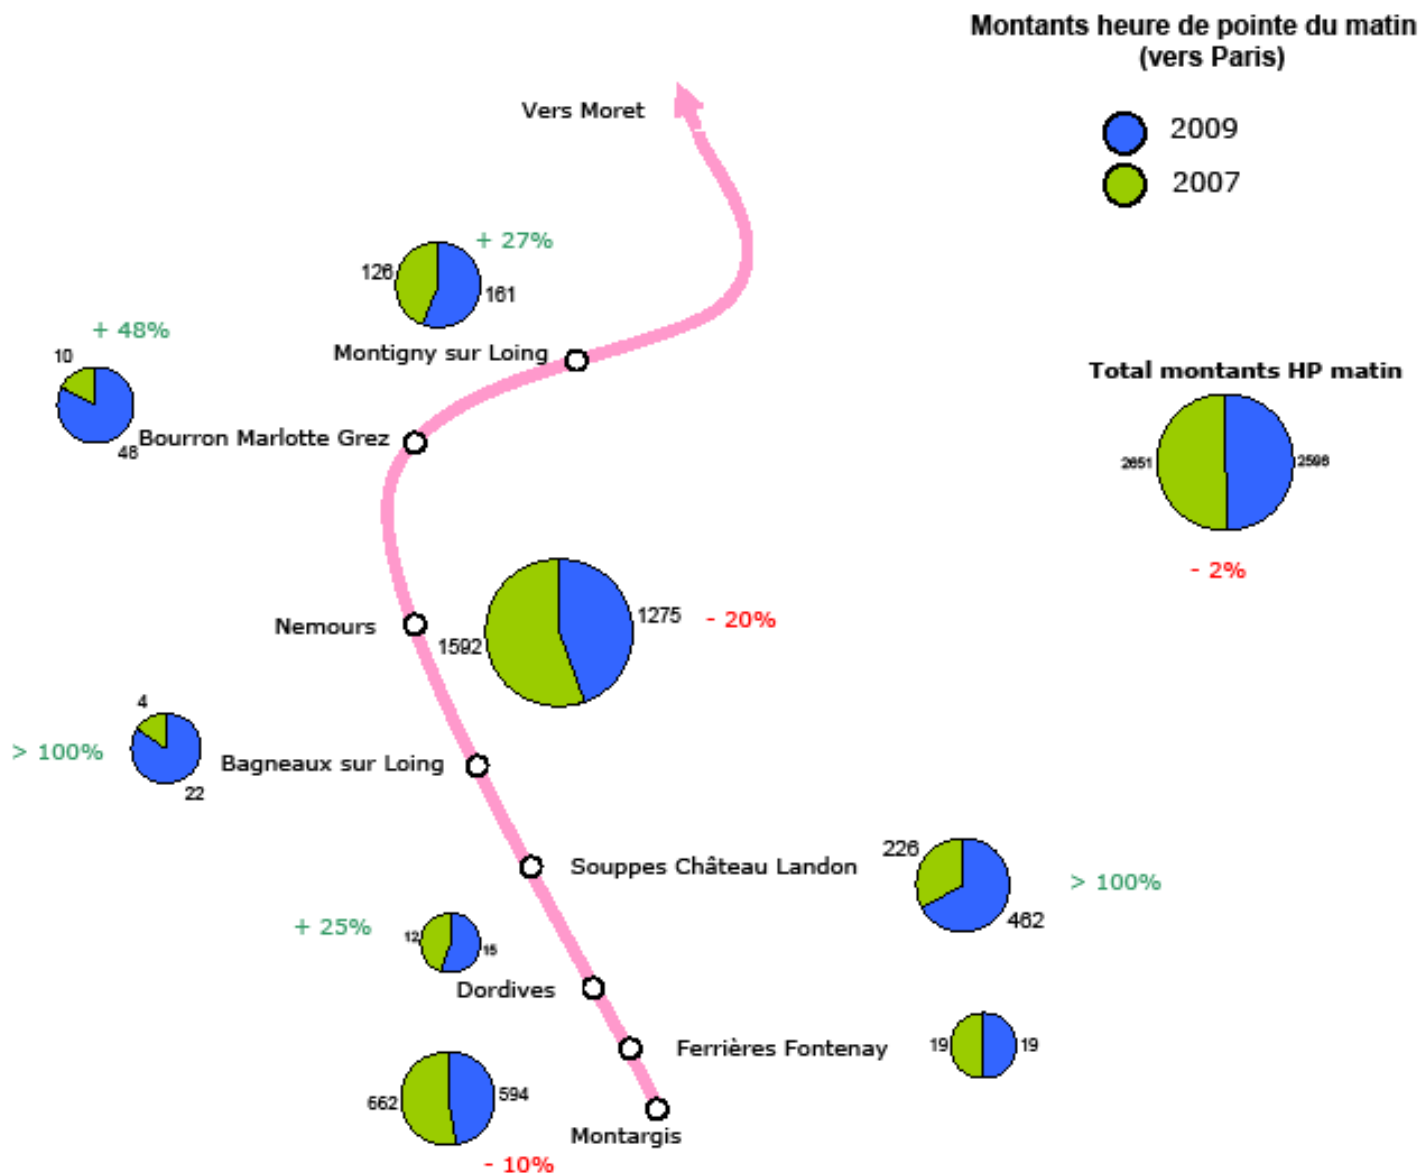 Montants heure de pointe du matin
(vers Paris)
2009
2007
Vers Moret
+ 27%
126
161
Montigny sur Loing
+ 48%
10
48
Bourron Marlotte Grez
Total montants HP matin
2651
2596
- 2%
Nemours
1592
1275
- 20%
4
> 100%
22
Bagneaux sur Loing
Souppes Château Landon
226
462
> 100%
+ 25%
12
15
Dordives
Ferrières Fontenay
19
19
662
594
Montargis
- 10%